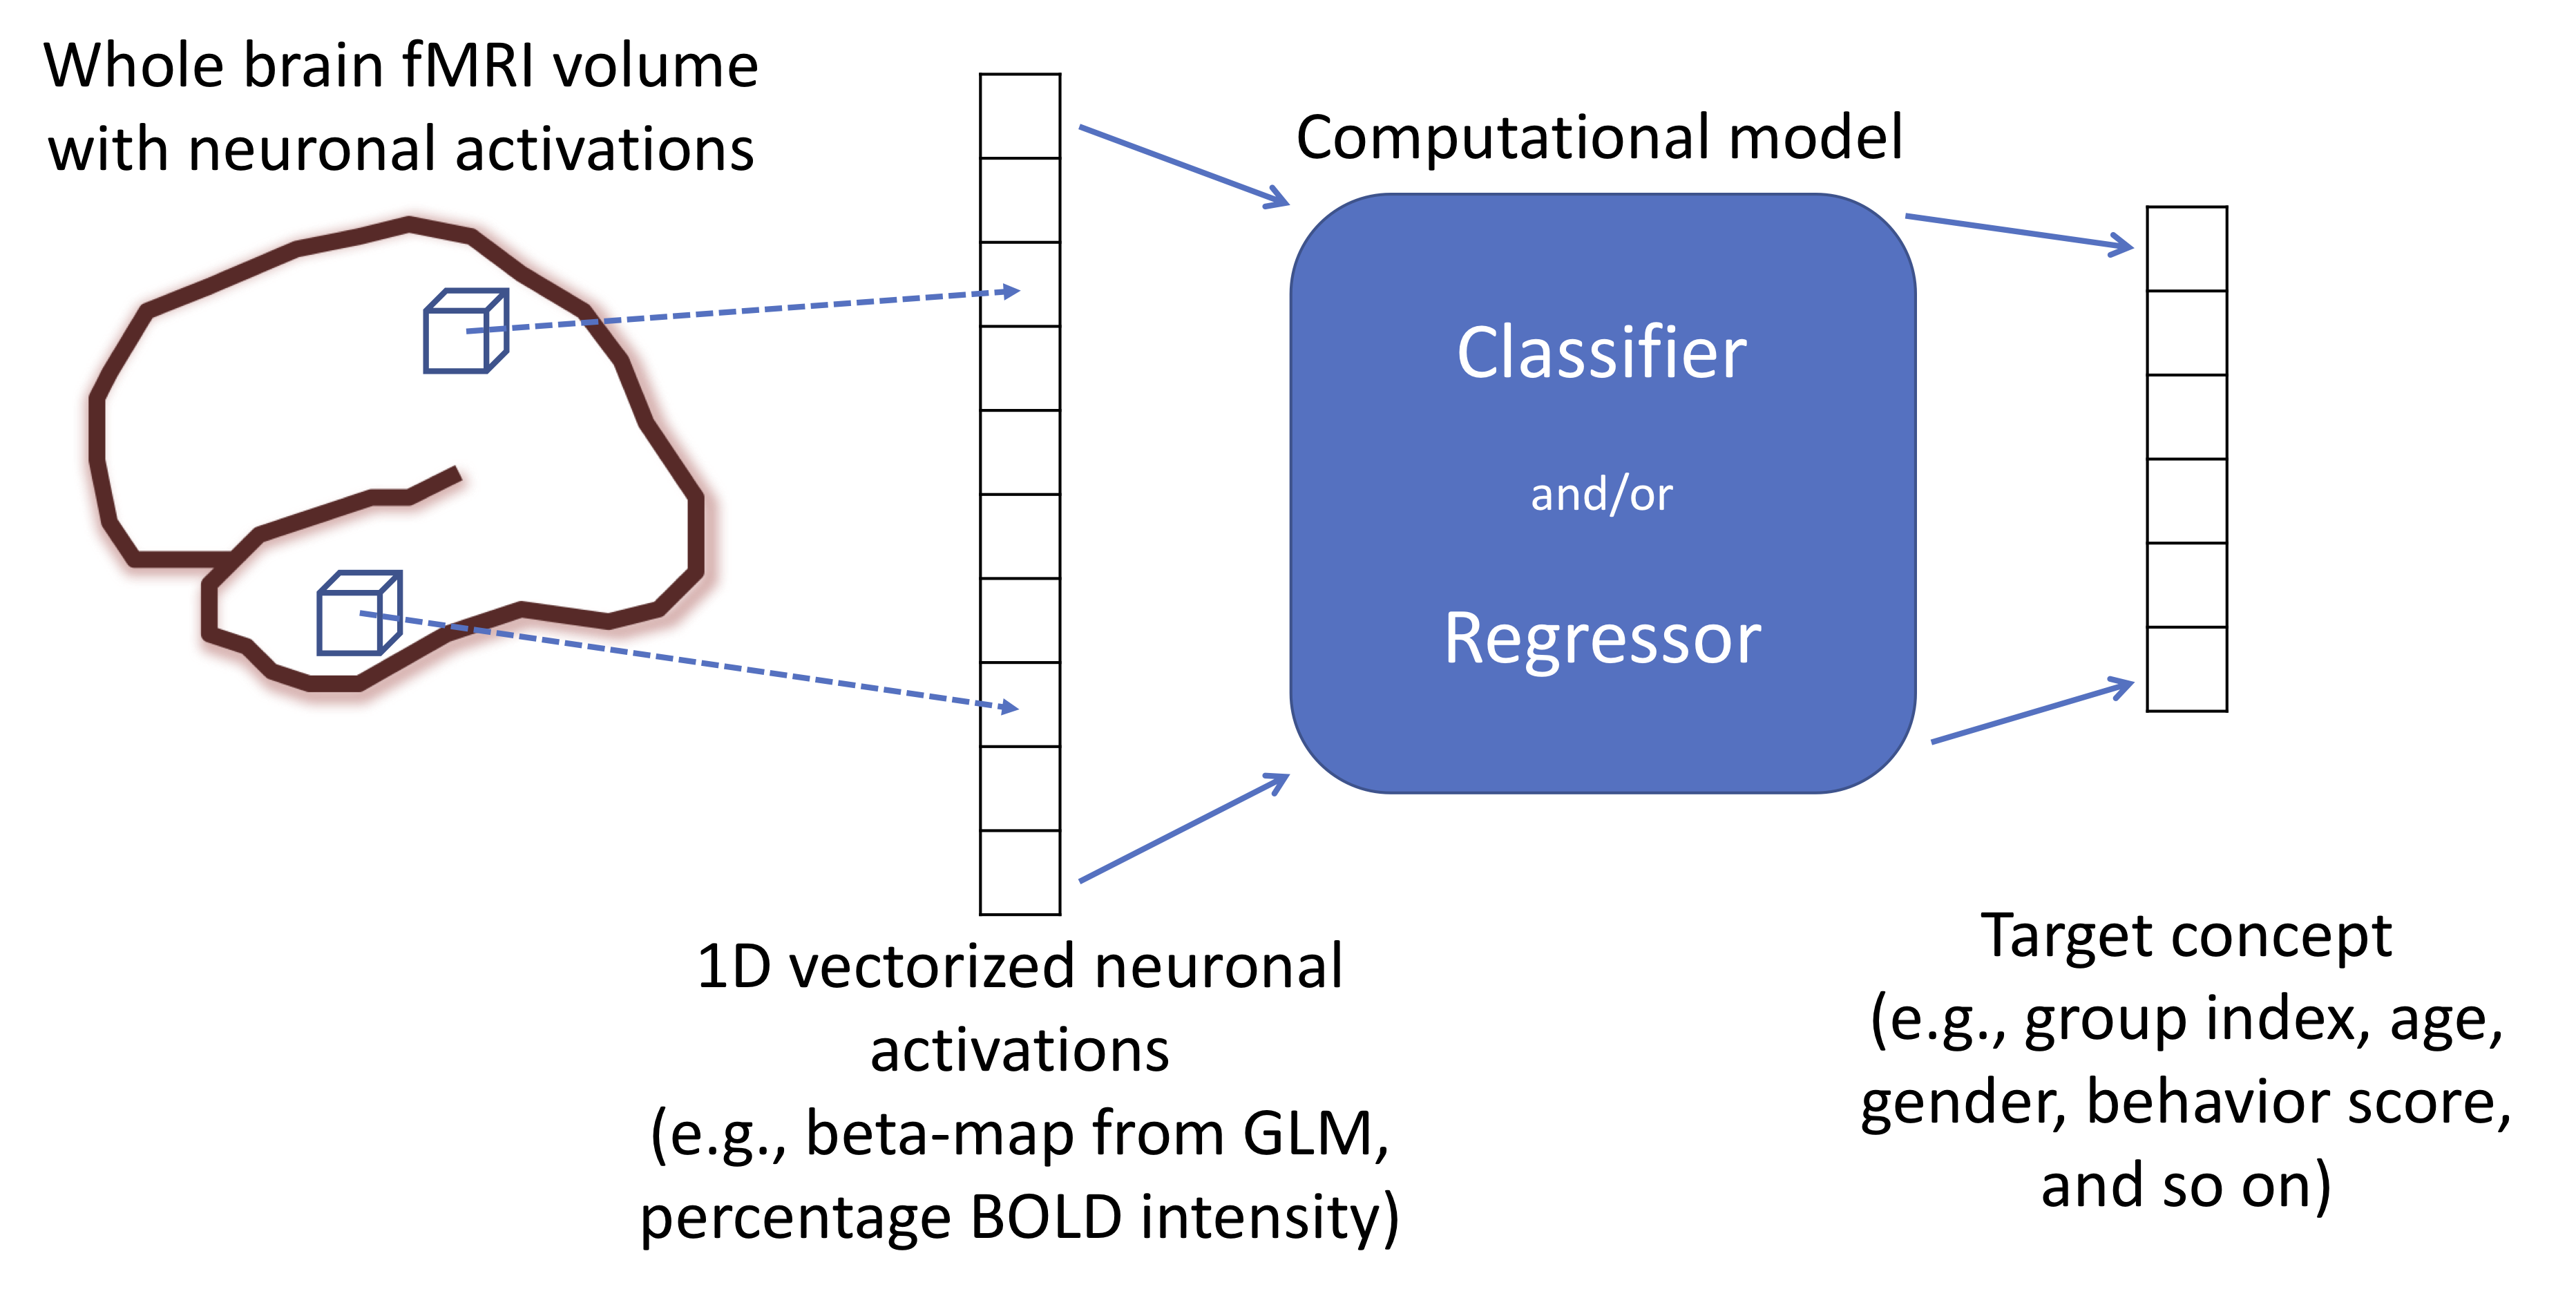 Whole brain fMRI volume
with neuronal activations
Computational model
Classifier
and/or
Regressor
1D vectorized neuronal
activations
(e.g., beta-map from GLM,
percentage BOLD intensity)
Target concept
(e.g., group index, age,
gender, behavior score,
and so on)